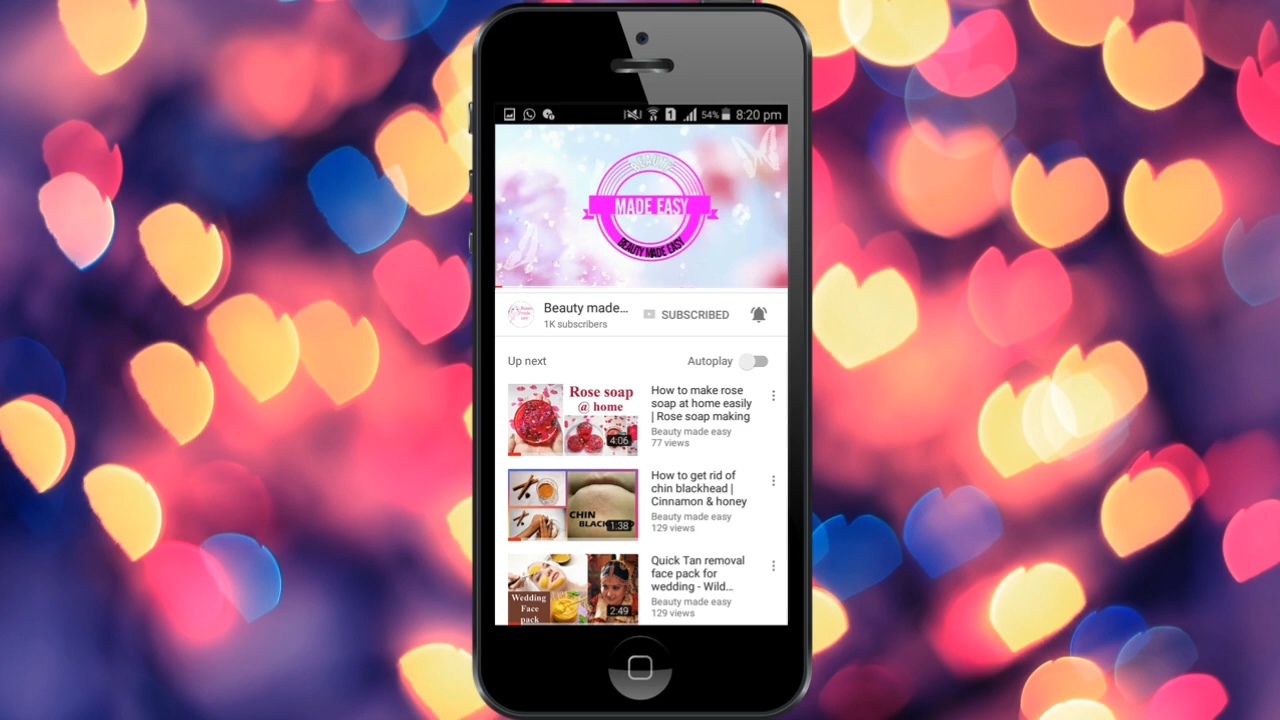 1 54% 8:20 pm
BEAUTY
MADE EASY
BEAUTY MADE EASY
Beauty made...
SUBSCRIBED
1K subscribers
Up next
Autoplay
Rose soap
@ home
4:06
How to make rose
soap at home easily
| Rose soap making
Beauty made easy
77 views
CHIN
1:38
How to get rid of
chin blackhead |
Cinnamon & honey
Beauty made easy
129 views
Wedding
Face
pack
2:49
Quick Tan removal
face pack for
wedding - Wild...
Beauty made easy
129 views